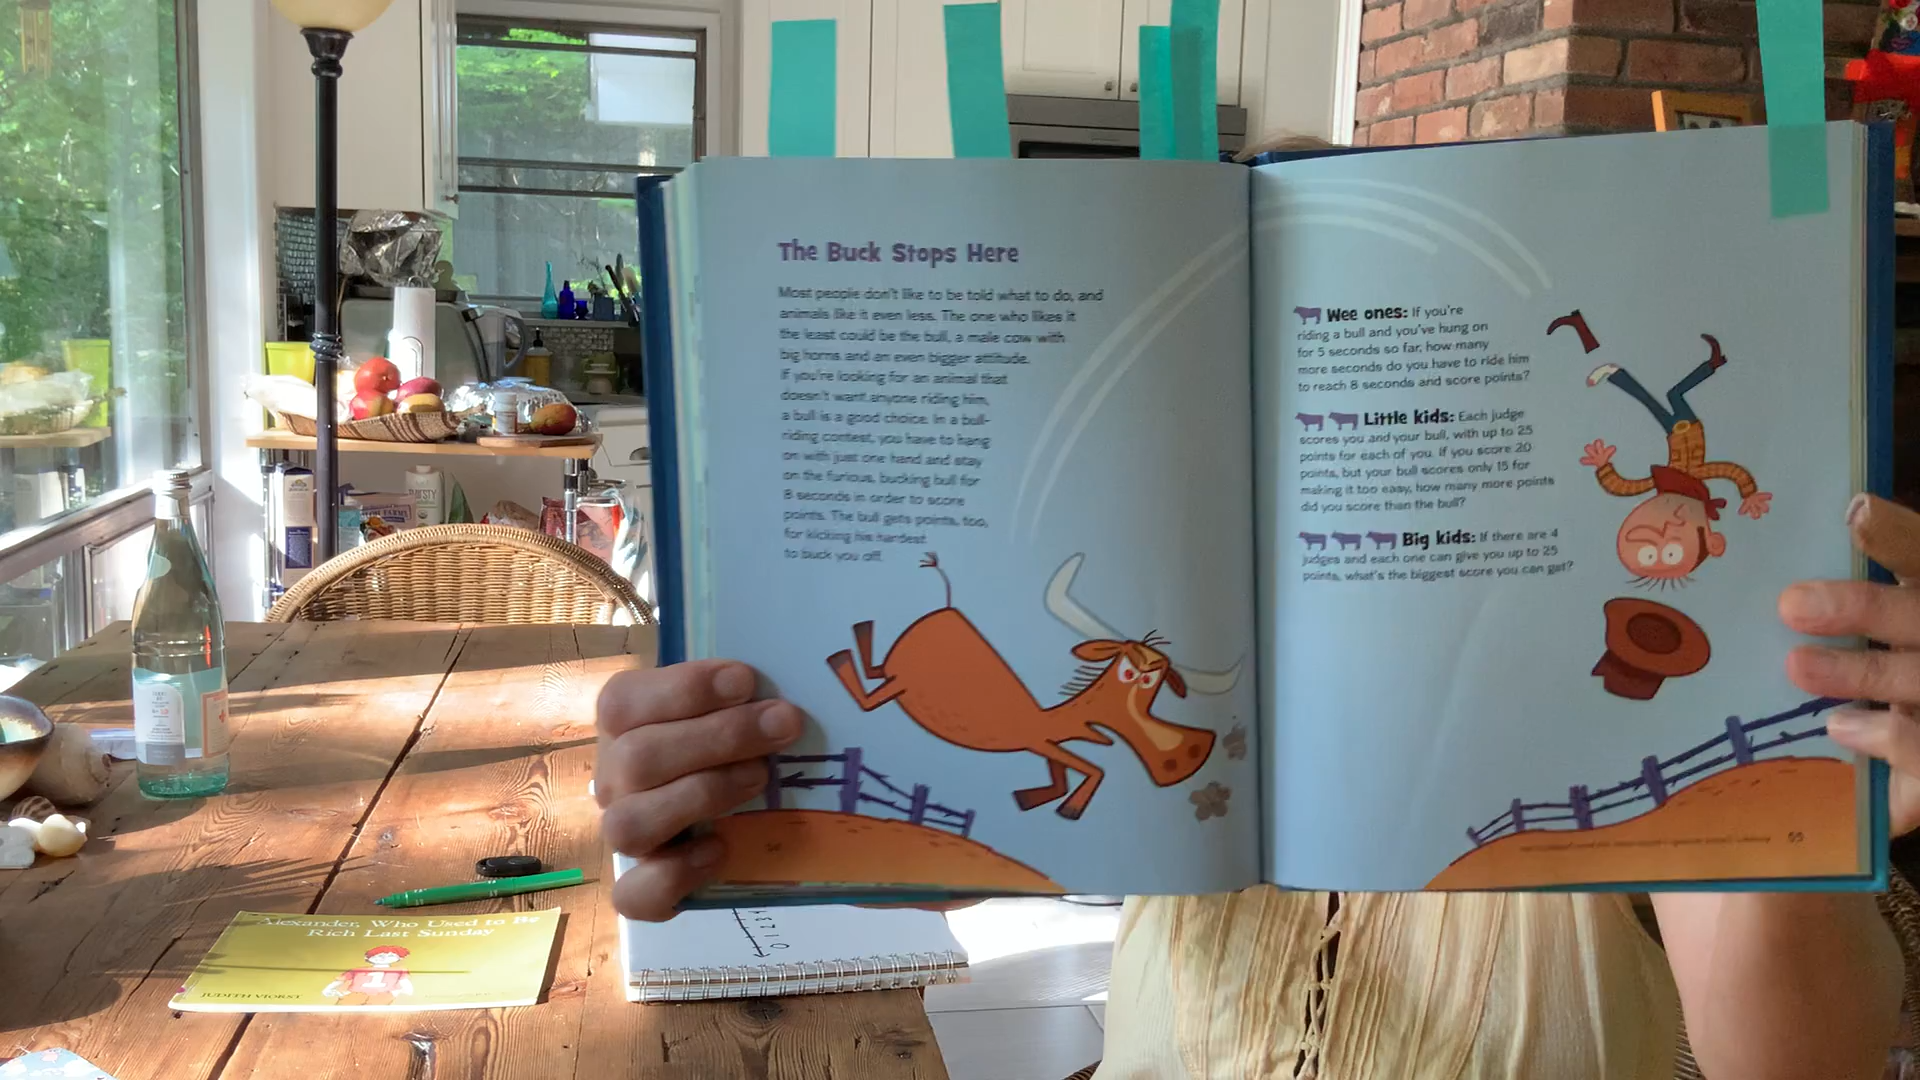 The Buck Stops Here
Most people don't like to be told what to do, and
animals like it even less. The one who likes it
the least could be the bull, a male cow with
big horns and an even bigger attitude.
If you're looking for an animal that
doesn't want anyone riding him,
a bull is a good choice. In a bull-
riding contest, you have to hang
on with just one hand and stay
on the furious, bucking bull for
8 seconds in order to score
points. The bull gets points, too,
for kicking his hardest
to buck you off.
54
Wee ones: If you're
riding a bull and you've hung on
for 5 seconds so far, how many
more seconds do you have to ride him
to reach 8 seconds and score points?
Little kids: Each judge
scores you and your bull, with up to 25
points for each of you. If you score 20
points, but your bull scores only 15 for
making it too easy, how many more points
did you score than the bull?
Big kids: If there are 4
judges and each one can give you up to 25
points, what's the biggest score you can get?
55
Alexander, Who Used to Be
Rich Last Sunday
1
JUDITH VIORST
0 1 2 3 4